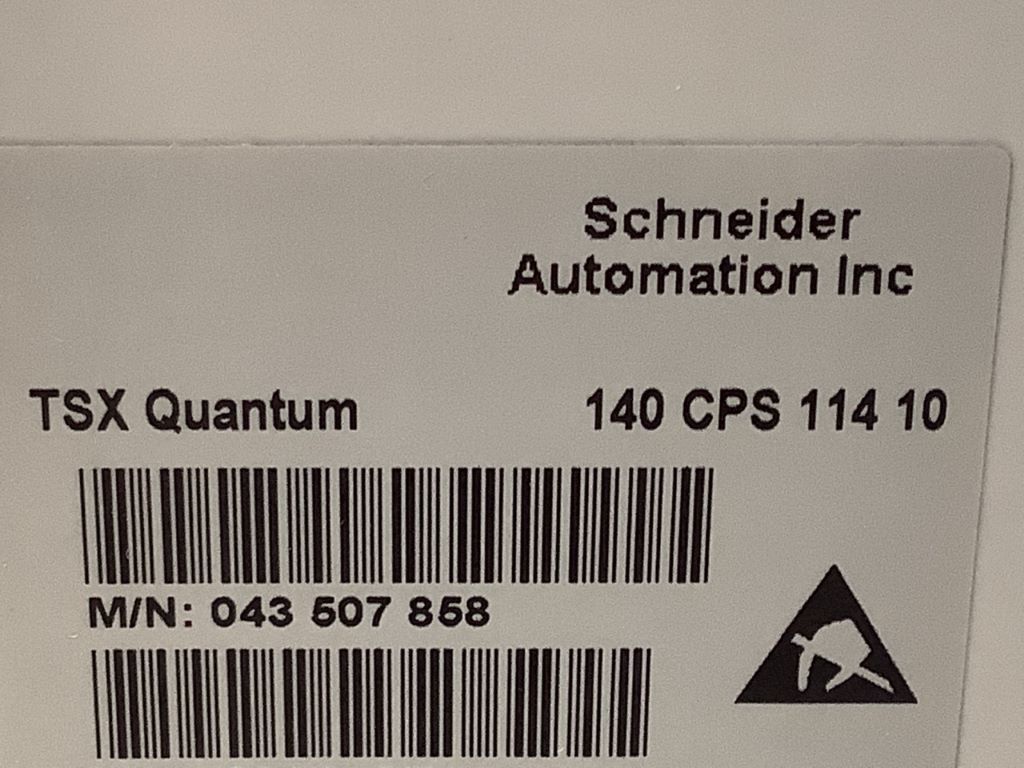 Schneider
Automation Inc
TSX Quantum 140 CPS 114 10
M/N: 043 507 858